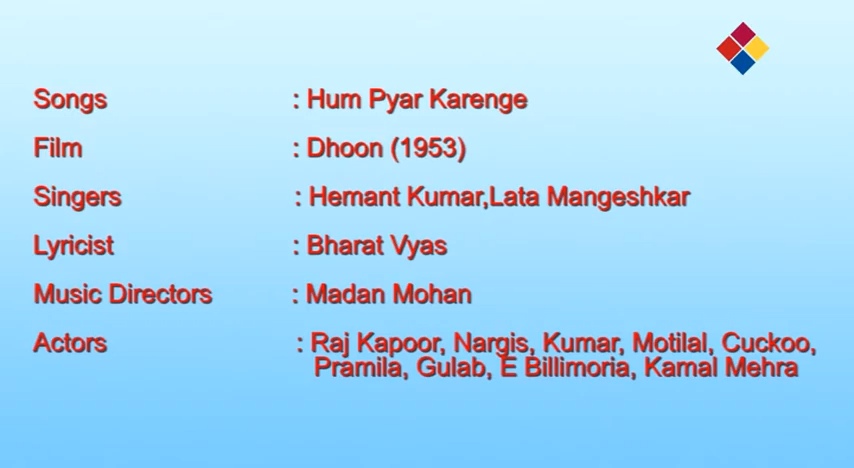 Songs : Hum Pyar Karenge
Film : Dhoon (1953)
Singers : Hemant Kumar,Lata Mangeshkar
Lyricist : Bharat Vyas
Music Directors : Madan Mohan
Actors : Raj Kapoor, Nargis, Kumar, Motilal, Cuckoo,
Pramila, Gulab, E Billimoria, Kamal Mehra